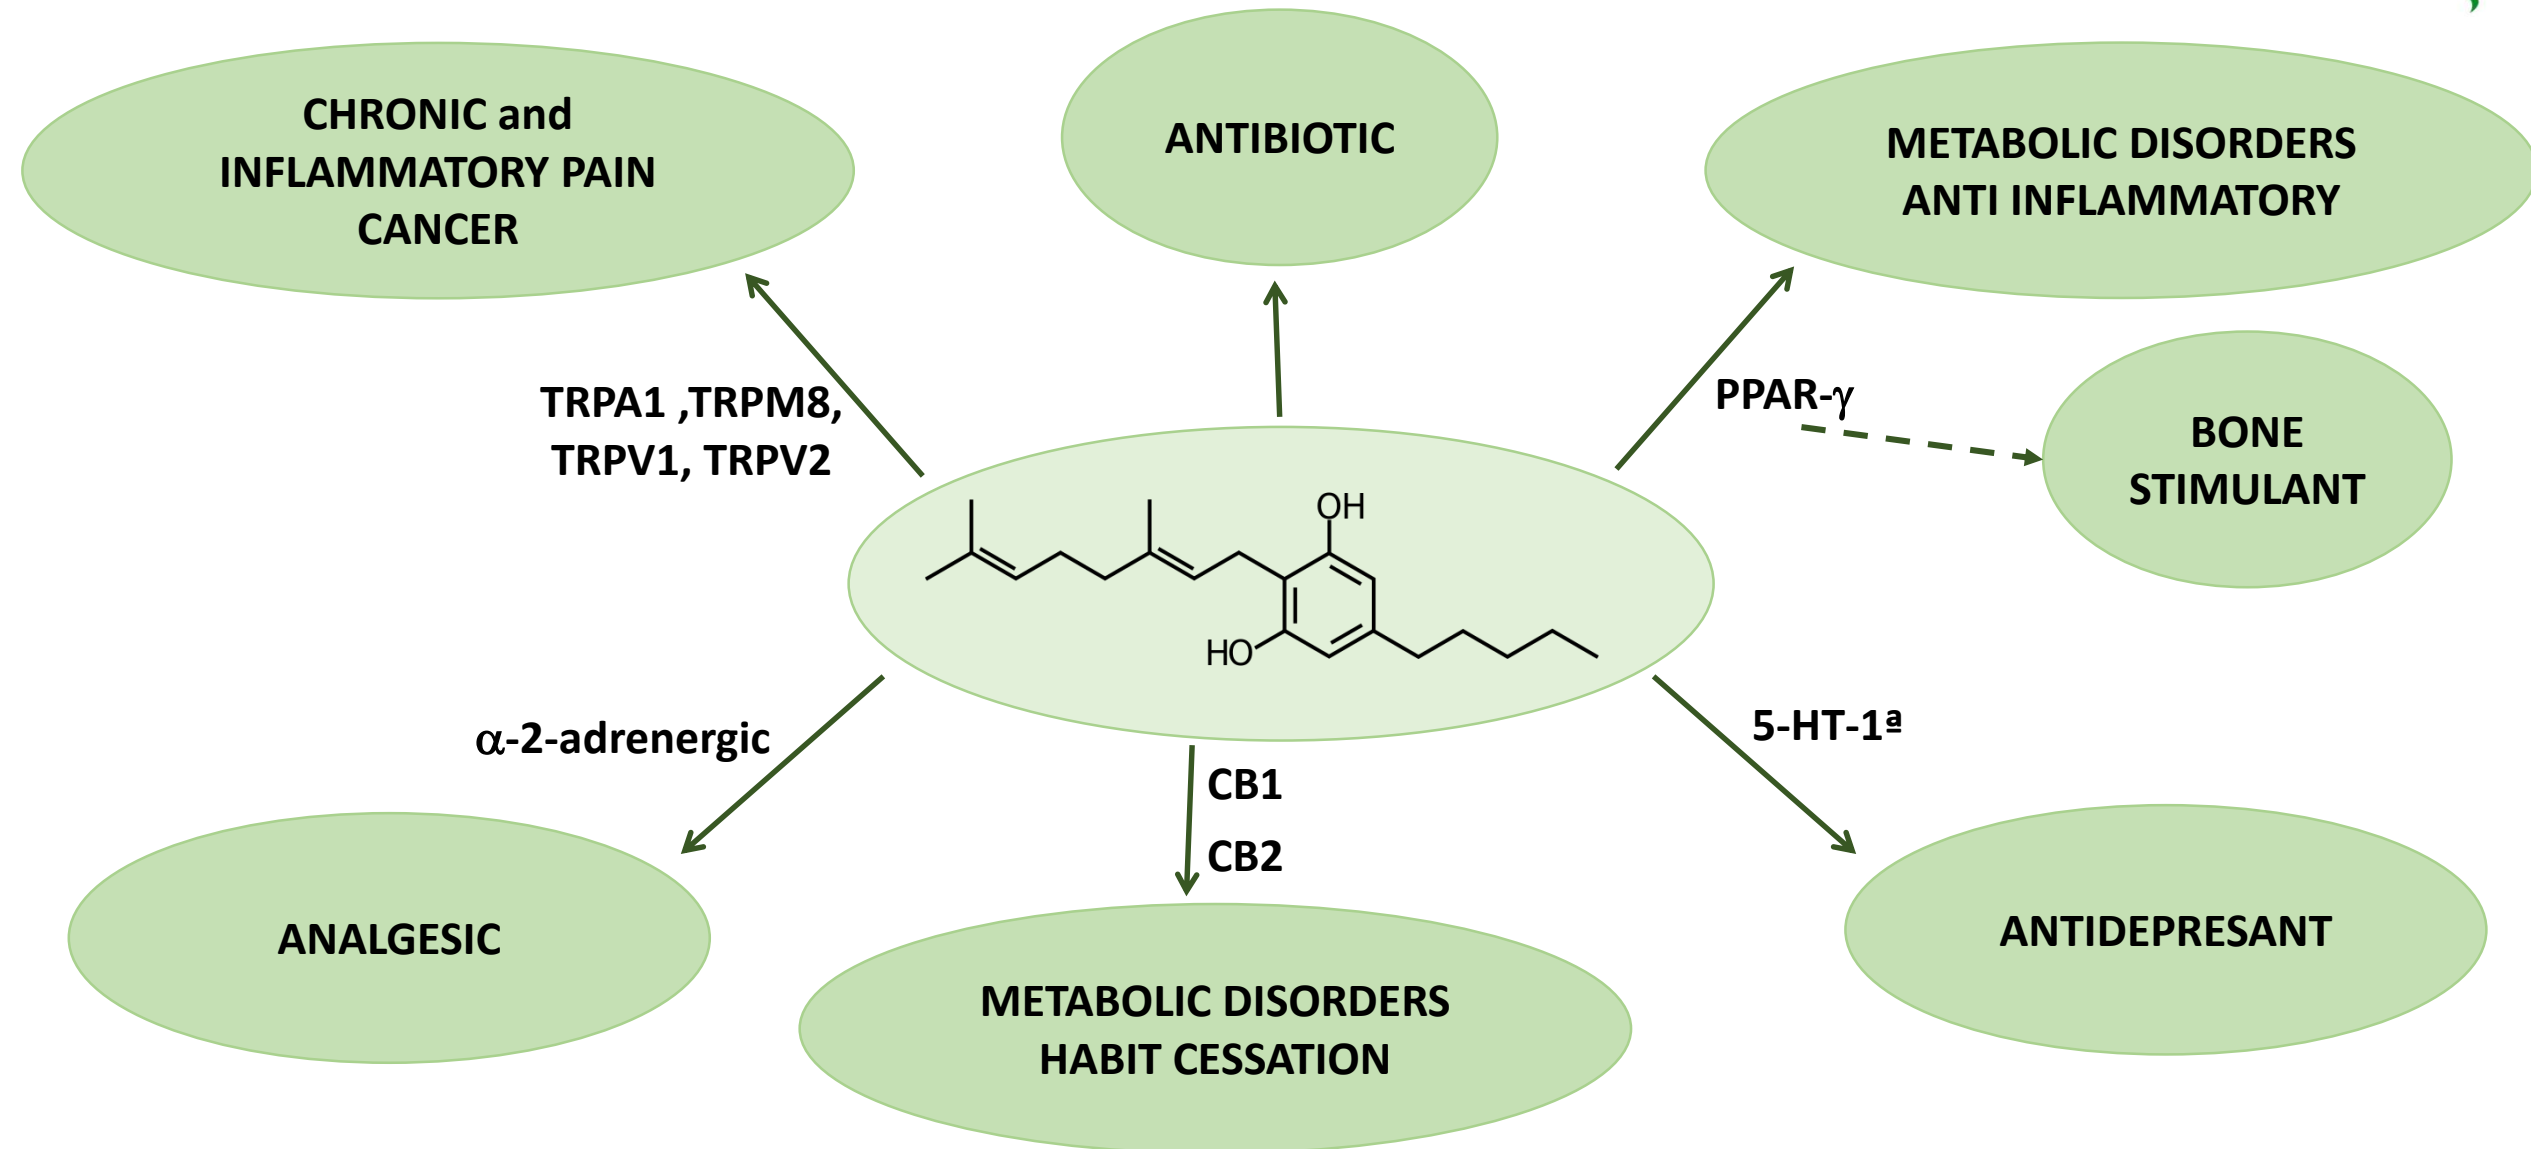 CHRONIC and
INFLAMMATORY PAIN
CANCER
ANTIBIOTIC
METABOLIC DISORDERS
ANTI INFLAMMATORY
TRPA1 ,TRPM8,
TRPV1, TRPV2
PPAR-γ
BONE
STIMULANT
OH
HO
α-2-adrenergic
CB1
CB2
5-HT-1ª
ANALGESIC
METABOLIC DISORDERS
HABIT CESSATION
ANTIDEPRESANT